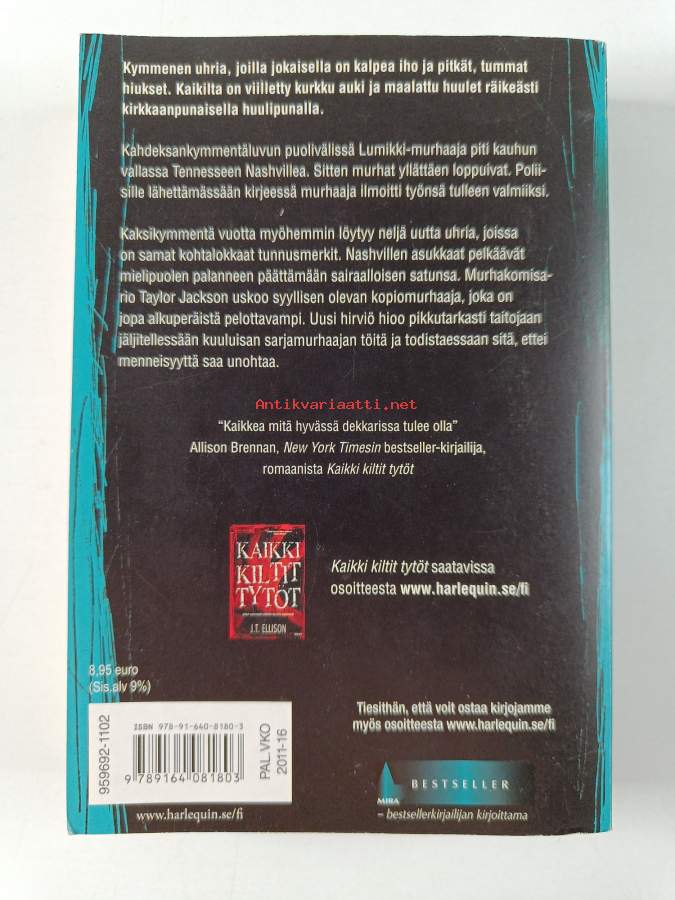 Kymmenen uhria, joilla jokaisella on kalpea iho ja pitkät, tummat
hiukset. Kaikilta on viilletty kurkku auki ja maalattu huulet räikeästi
kirkkaanpunaisella huulipunalla.
Kahdeksankymmentäluvun puolivälissä Lumikki-murhaaja piti kauhun
vallassa Tennesseen Nashvillea. Sitten murhat yllättäen loppuivat. Polii-
sille lähettämässään kirjeessä murhaaja ilmoitti työnsä tulleen valmiiksi.
Kaksikymmentä vuotta myöhemmin löytyy neljä uutta uhria, joissa
on samat kohtalokkaat tunnusmerkit. Nashvillen asukkaat pelkäävät
mielipuolen palanneen päättämään sairaalloisen satunsa. Murhakomisa-
rio Taylor Jackson uskoo syyllisen olevan kopiomurhaaja, joka on
jopa alkuperäistä pelottavampi. Uusi hirviö hioo pikkutarkasti taitojaan
jäljitellessään kuuluisan sarjamurhaajan töitä ja todistaessaan sitä, ettei
menneisyyttä saa unohtaa.
Antikvariaatti.net
"Kaikkea mitä hyvässä dekkarissa tulee olla"
Allison Brennan, New York Timesin bestseller-kirjailija,
romaanista Kaikki kiltit tytöt
KAIKKI
KILTIT
TYTÖT
J.T. ELLISON
Kaikki kiltit tytöt saatavissa
osoitteesta www.harlequin.se/fi
8,95 euro
(Sis.alv 9%)
959692-1102
ISBN 978-91-640-8180-3
9 789164 081803
PAL.VKO
2011-16
www.harlequin.se/fi
Tiesithän, että voit ostaa kirjojamme
myös osoitteesta www.harlequin.se/fi
MIRA
BESTSELLER
– bestsellerkirjailijan kirjoittama